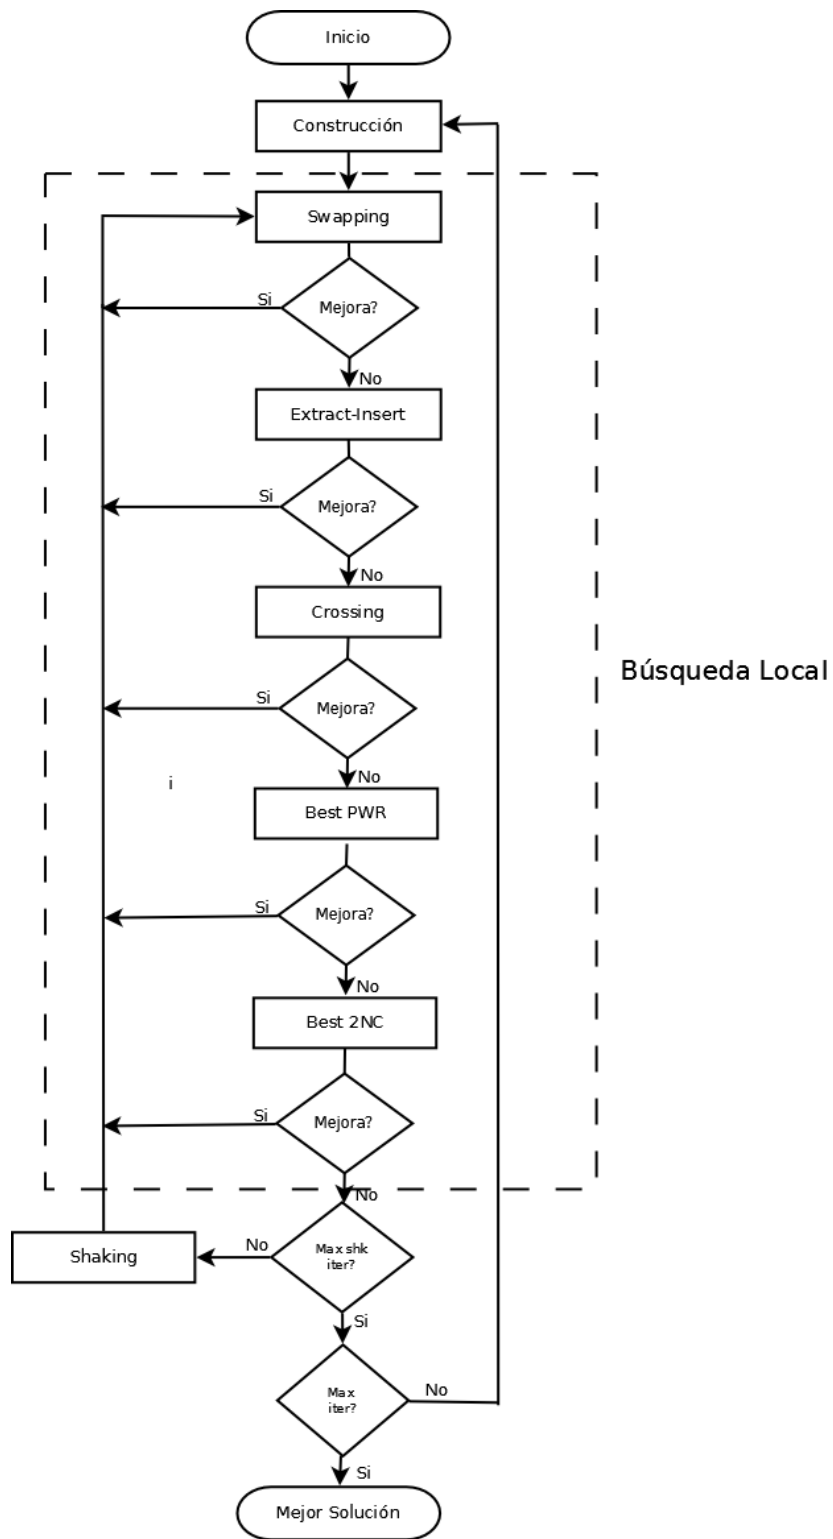 Inicio
Construcción
Swapping
Si
Mejora?
No
Extract-Insert
Si
Mejora?
No
Crossing
Búsqueda Local
Si
Mejora?
No
i
Best PWR
Si
Mejora?
No
Best 2NC
Si
Mejora?
No
Shaking
No
Max shk
iter?
Si
Max
iter?
No
Si
Mejor Solución